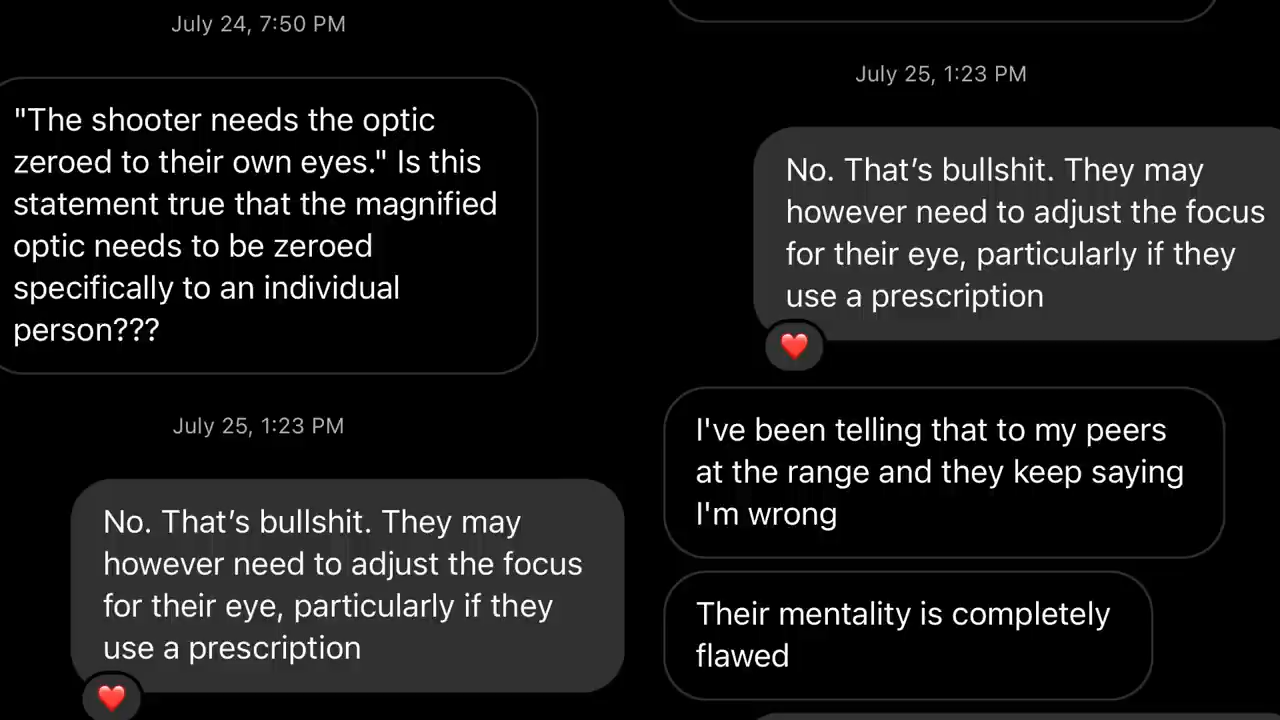 July 24, 7:50 PM
"The shooter needs the optic
zeroed to their own eyes." Is this
statement true that the magnified
optic needs to be zeroed
specifically to an individual
person???
July 25, 1:23 PM
No. That’s bullshit. They may
however need to adjust the focus
for their eye, particularly if they
use a prescription
July 25, 1:23 PM
No. That’s bullshit. They may
however need to adjust the focus
for their eye, particularly if they
use a prescription
I've been telling that to my peers
at the range and they keep saying
I'm wrong
Their mentality is completely
flawed